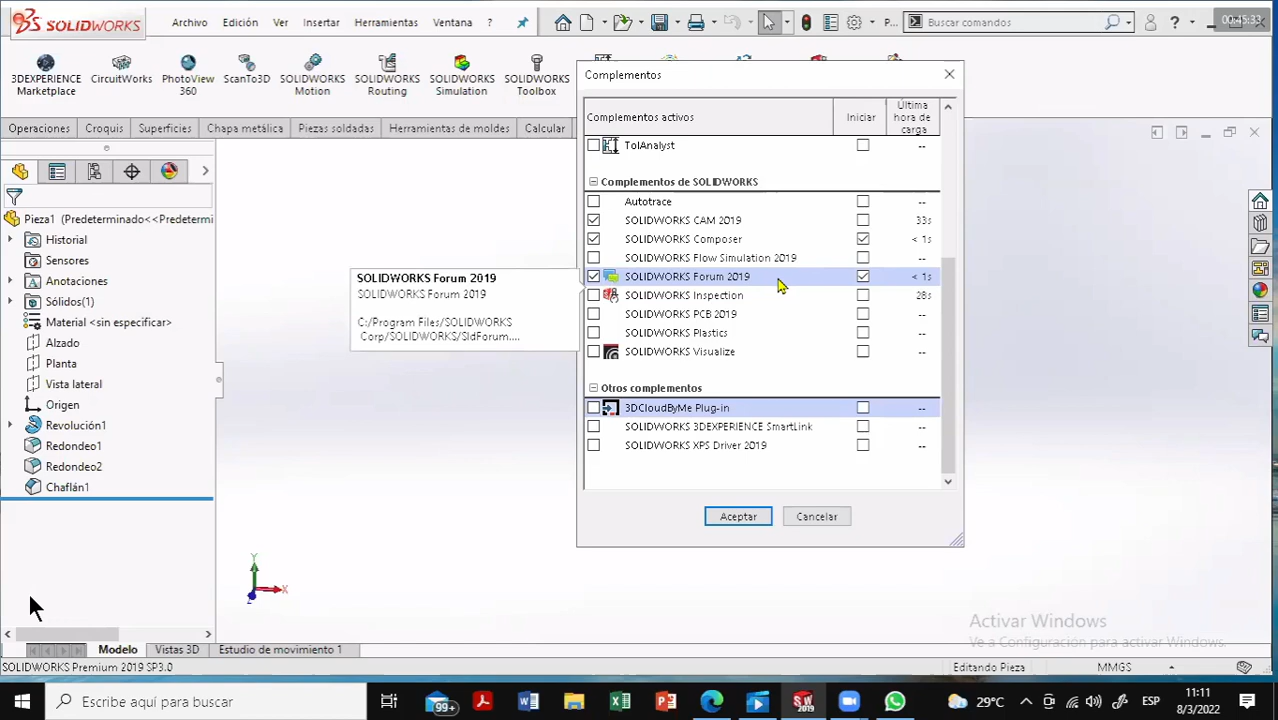 SOLIDWORKS
Archivo Edición Ver Insertar Herramientas Ventana ?
P... Buscar comandos ?
00:45:33
3DEXPERIENCE Marketplace
CircuitWorks
PhotoView 360
ScanTo3D
SOLIDWORKS Motion
SOLIDWORKS Routing
SOLIDWORKS Simulation
SOLIDWORKS Toolbox
Operaciones Croquis Superficies Chapa metálica Piezas soldadas Herramientas de moldes Calcular
Pieza1 (Predeterminado<<Predetermi
Historial
Sensores
Anotaciones
Sólidos(1)
Material <sin especificar>
Alzado
Planta
Vista lateral
Origen
Revolución1
Redondeo1
Redondeo2
Chaflán1
SOLIDWORKS Forum 2019
SOLIDWORKS Forum 2019
C:/Program Files/SOLIDWORKS
Corp/SOLIDWORKS/SldForum....
Complementos
Complementos activos Iniciar Última hora de carga
TolAnalyst --
Complementos de SOLIDWORKS
Autotrace --
SOLIDWORKS CAM 2019 33s
SOLIDWORKS Composer < 1s
SOLIDWORKS Flow Simulation 2019 --
SOLIDWORKS Forum 2019 < 1s
SOLIDWORKS Inspection 28s
SOLIDWORKS PCB 2019 --
SOLIDWORKS Plastics --
SOLIDWORKS Visualize --
Otros complementos
3DCloudByMe Plug-in --
SOLIDWORKS 3DEXPERIENCE SmartLink --
SOLIDWORKS XPS Driver 2019 --
Aceptar Cancelar
Y
X
Z
Activar Windows
Ve a Configuración para activar Windows.
Modelo Vistas 3D Estudio de movimiento 1
SOLIDWORKS Premium 2019 SP3.0 Editando Pieza MMGS
Escribe aquí para buscar
99+
SW 2019
29°C
ESP
11:11
8/3/2022